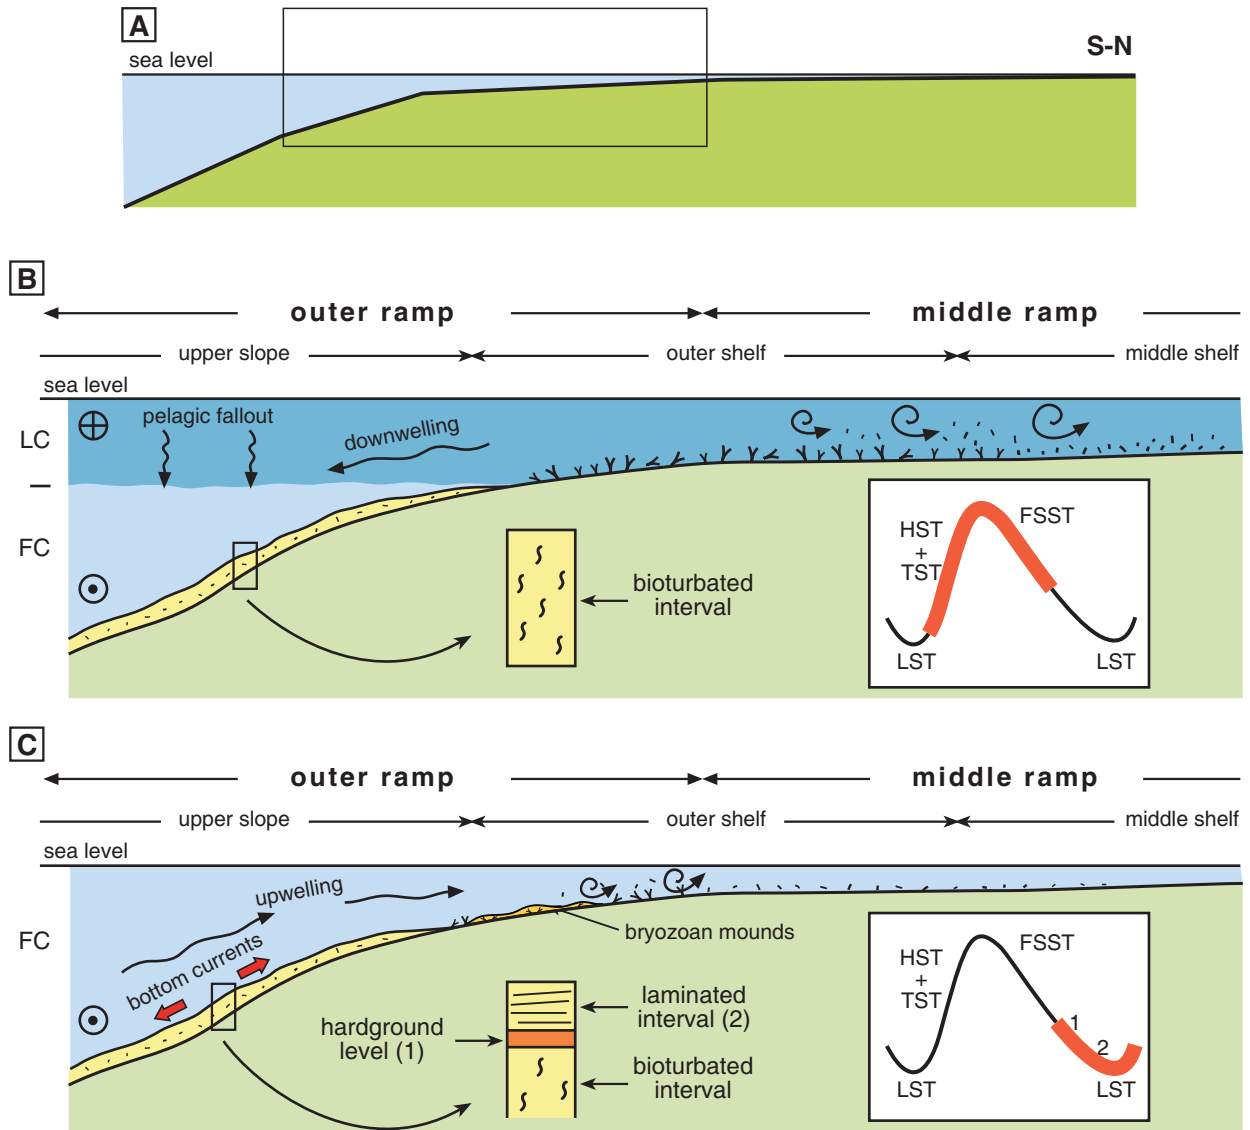 A
sea level
S-N
B
outer ramp
middle ramp
upper slope
outer shelf
middle shelf
sea level
LC
pelagic fallout
downwelling
FC
bioturbated
interval
HST
+
TST
FSST
LST
LST
C
outer ramp
middle ramp
upper slope
outer shelf
middle shelf
sea level
upwelling
FC
bottom currents
bryozoan mounds
hardground
level (1)
laminated
interval (2)
bioturbated
interval
HST
+
TST
FSST
1
2
LST
LST